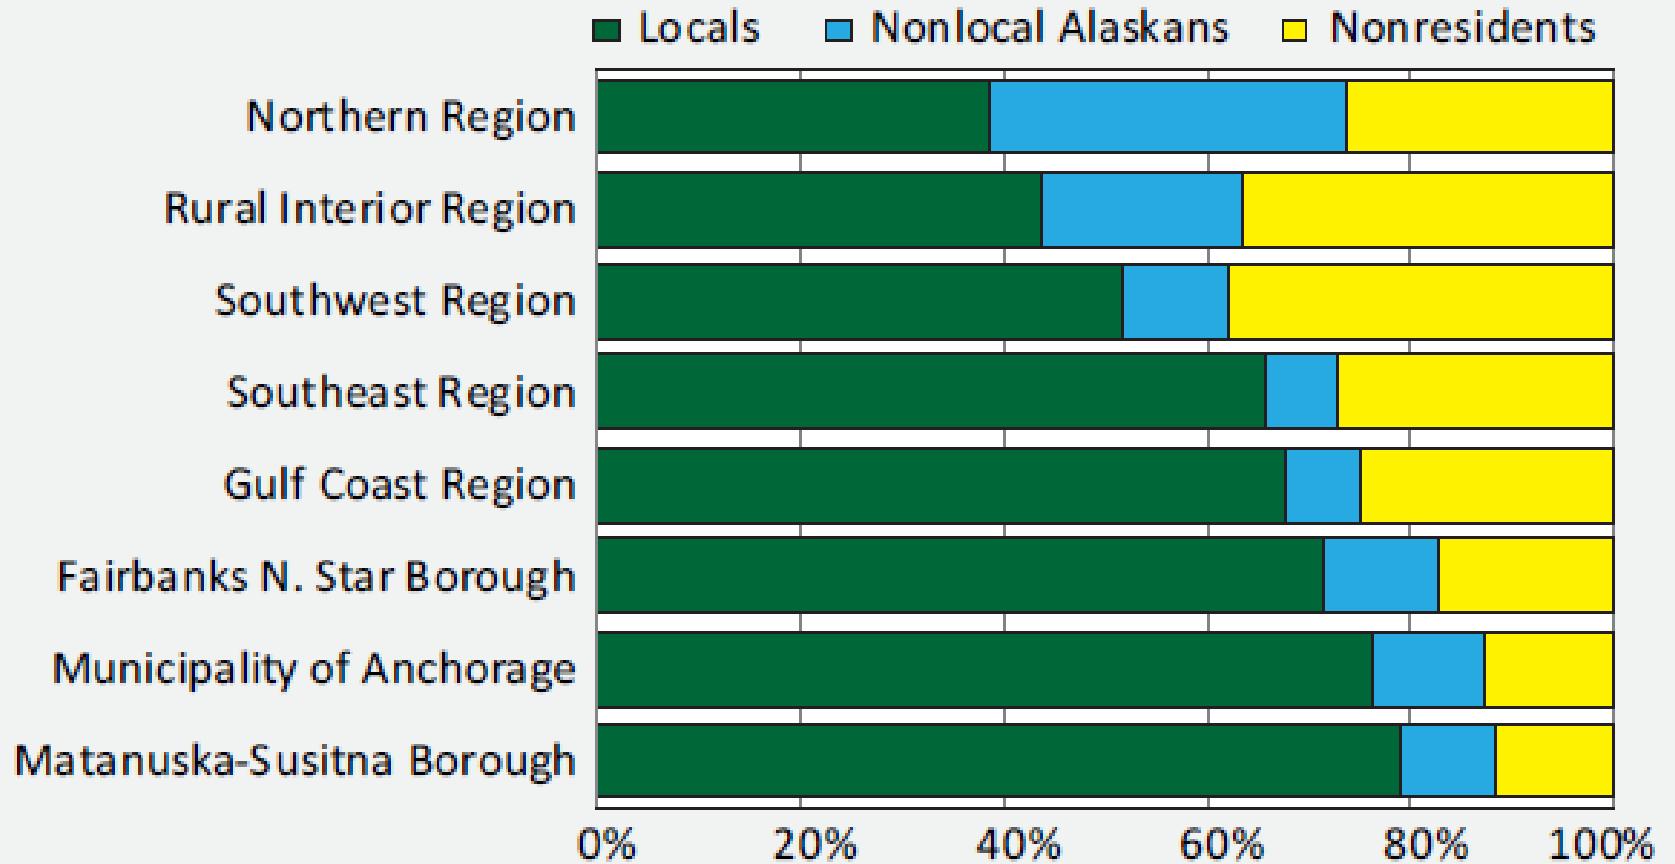 Locals Nonlocal Alaskans Nonresidents
Northern Region
Rural Interior Region
Southwest Region
Southeast Region
Gulf Coast Region
Fairbanks N. Star Borough
Municipality of Anchorage
Matanuska-Susitna Borough
0% 20% 40% 60% 80% 100%